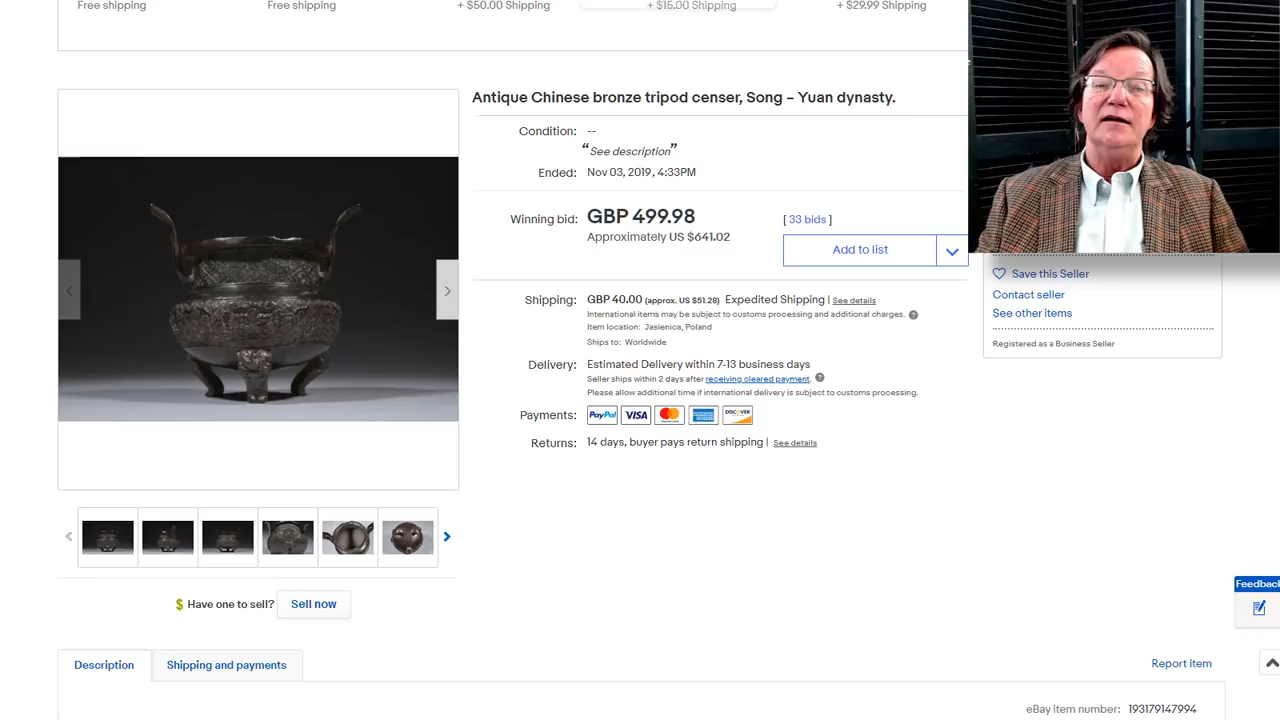 Free shipping
Free shipping
+ $50.00 Shipping
+ $15.00 Shipping
+ $29.99 Shipping
Antique Chinese bronze tripod censer, Song – Yuan dynasty.
Condition: --
“See description”
Ended: Nov 03, 2019, 4:33PM
Winning bid: GBP 499.98 [ 33 bids ]
Approximately US $641.02
Add to list
Save this Seller
Contact seller
See other items
Registered as a Business Seller
Shipping: GBP 40.00 (approx. US $51.28) Expedited Shipping | See details
International items may be subject to customs processing and additional charges. ?
Item location: Jasienica, Poland
Ships to: Worldwide
Delivery: Estimated Delivery within 7-13 business days
Seller ships within 2 days after receiving cleared payment. ?
Please allow additional time if international delivery is subject to customs processing.
Payments: PayPal VISA MasterCard DISCOVER
Returns: 14 days, buyer pays return shipping | See details
$ Have one to sell? Sell now
Feedback
Description
Shipping and payments
Report item
eBay item number: 193179147994